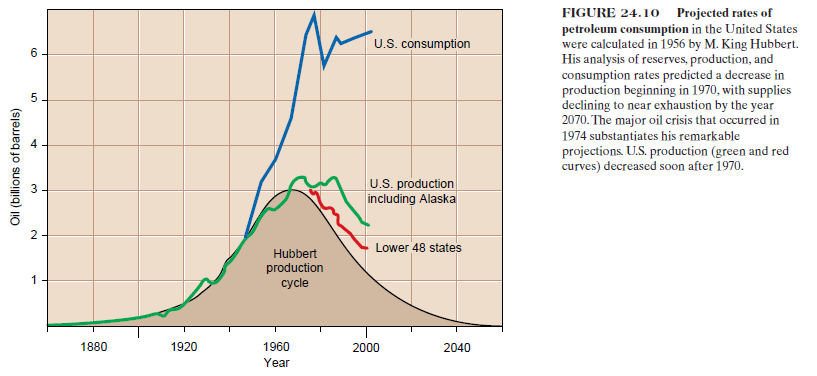 6
5
4
3
2
1
Oil (billions of barrels)
U.S. consumption
U.S. production
including Alaska
Lower 48 states
Hubbert
production
cycle
1880
1920
1960
2000
2040
Year
FIGURE 24.10 Projected rates of
petroleum consumption in the United States
were calculated in 1956 by M. King Hubbert.
His analysis of reserves, production, and
consumption rates predicted a decrease in
production beginning in 1970, with supplies
declining to near exhaustion by the year
2070. The major oil crisis that occurred in
1974 substantiates his remarkable
projections. U.S. production (green and red
curves) decreased soon after 1970.